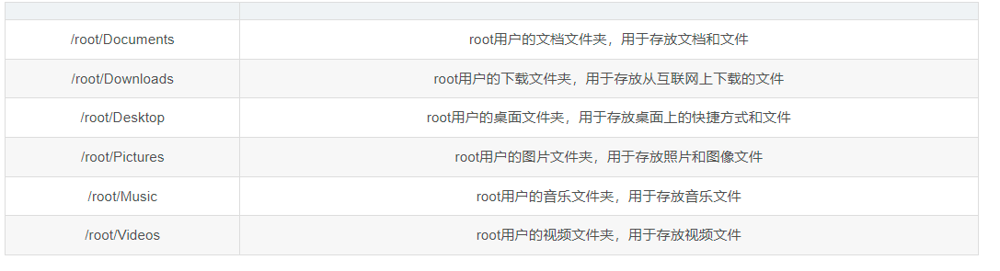 /root/Documents root用户的文档文件夹，用于存放文档和文件
/root/Downloads root用户的下载文件夹，用于存放从互联网上下载的文件
/root/Desktop root用户的桌面文件夹，用于存放桌面上的快捷方式和文件
/root/Pictures root用户的图片文件夹，用于存放照片和图像文件
/root/Music root用户的音乐文件夹，用于存放音乐文件
/root/Videos root用户的视频文件夹，用于存放视频文件